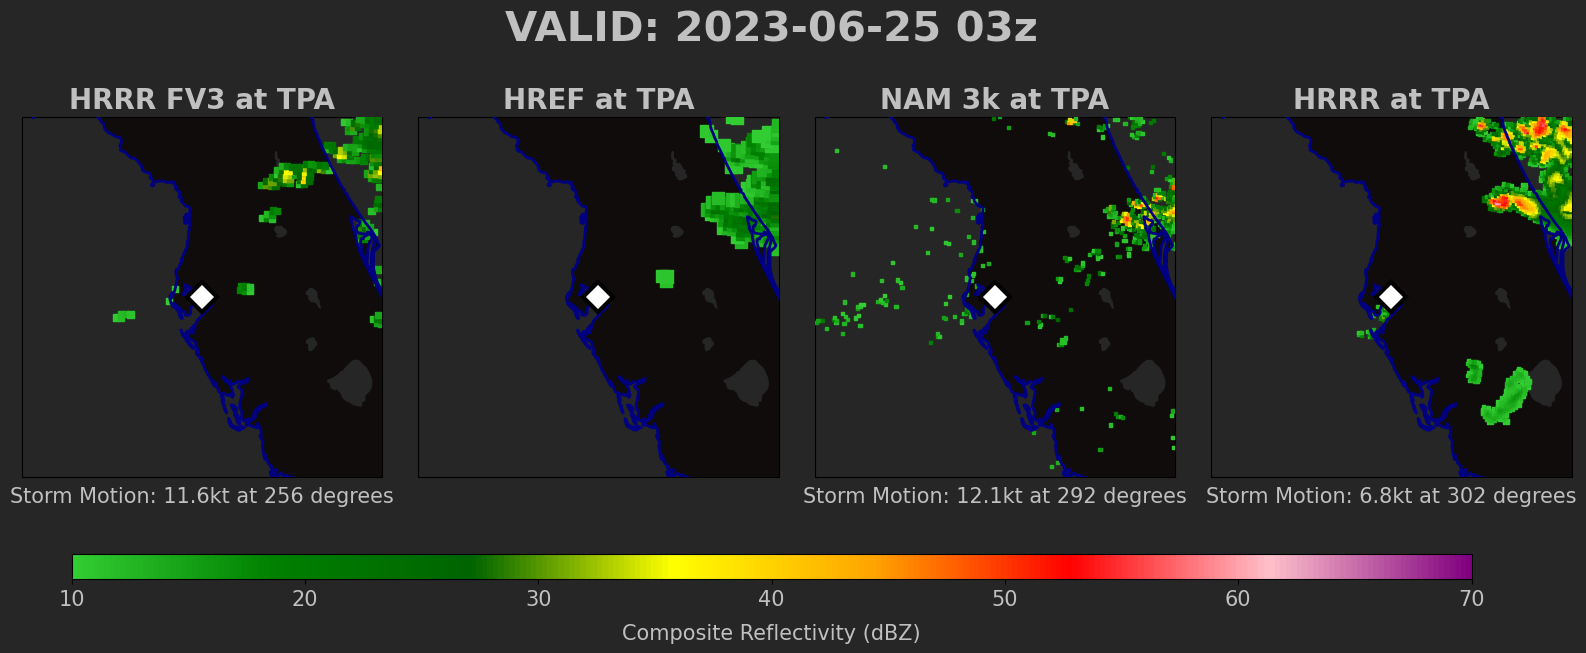 VALID: 2023-06-25 03z
HRRR FV3 at TPA
HREF at TPA
NAM 3k at TPA
HRRR at TPA
Storm Motion: 11.6kt at 256 degrees
Storm Motion: 12.1kt at 292 degrees
Storm Motion: 6.8kt at 302 degrees
10 20 30 40 50 60 70
Composite Reflectivity (dBZ)